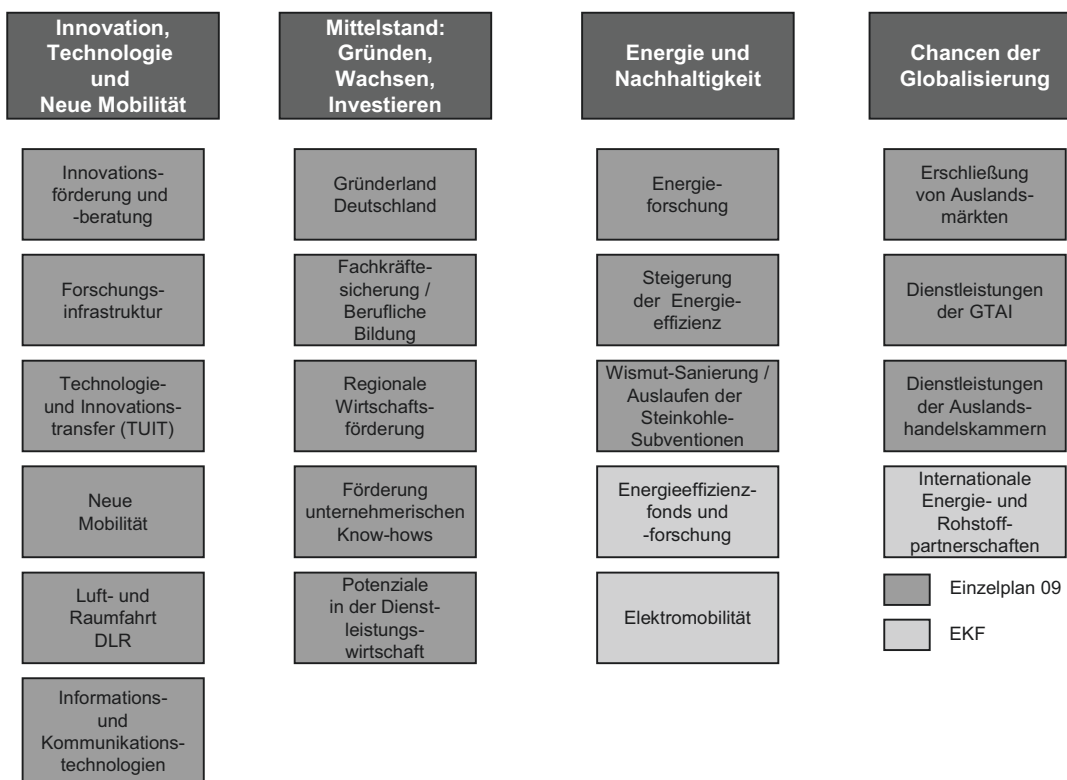 Innovation,
Technologie
und
Neue Mobilität
Innovations-
förderung und
-beratung
Forschungs-
infrastruktur
Technologie-
und Innovations-
transfer (TUIT)
Neue
Mobilität
Luft- und
Raumfahrt
DLR
Informations-
und
Kommunikations-
technologien
Mittelstand:
Gründen,
Wachsen,
Investieren
Gründerland
Deutschland
Fachkräfte-
sicherung /
Berufliche
Bildung
Regionale
Wirtschafts-
förderung
Förderung
unternehmerischen
Know-hows
Potenziale
in der Dienst-
leistungs-
wirtschaft
Energie und
Nachhaltigkeit
Energie-
forschung
Steigerung
der Energie-
effizienz
Wismut-Sanierung /
Auslaufen der
Steinkohle-
Subventionen
Energieeffizienz-
fonds und
-forschung
Elektromobilität
Chancen der
Globalisierung
Erschließung
von Auslands-
märkten
Dienstleistungen
der GTAI
Dienstleistungen
der Auslands-
handelskammern
Internationale
Energie- und
Rohstoff-
partnerschaften
Einzelplan 09
EKF